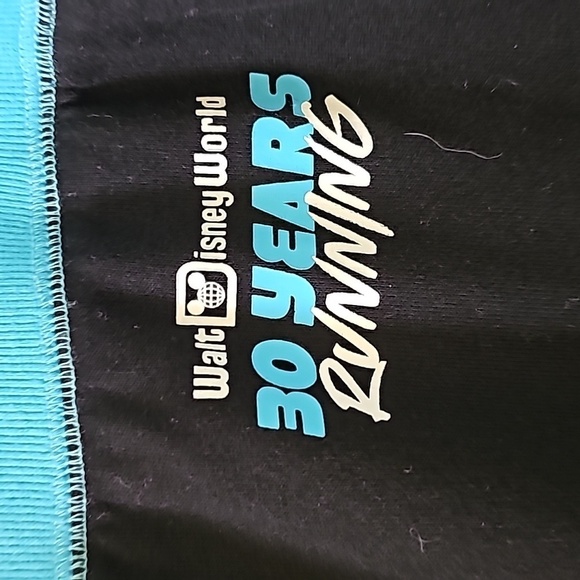 Walt Disney World
30 YEARS
RUNNING